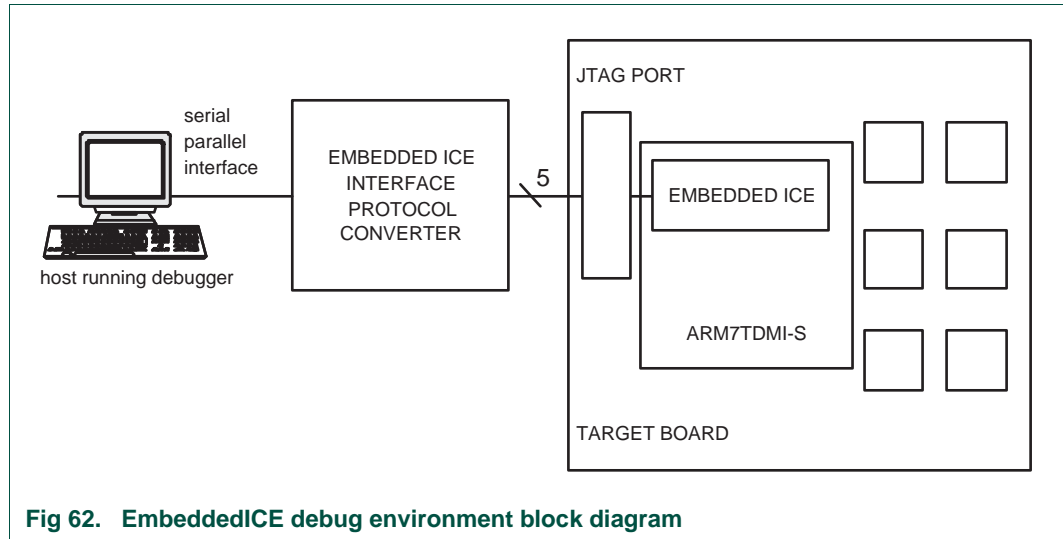 JTAG PORT
serial
parallel
interface
EMBEDDED ICE
INTERFACE
PROTOCOL
CONVERTER
5
EMBEDDED ICE
host running debugger
ARM7TDMI-S
TARGET BOARD
Fig 62. EmbeddedICE debug environment block diagram